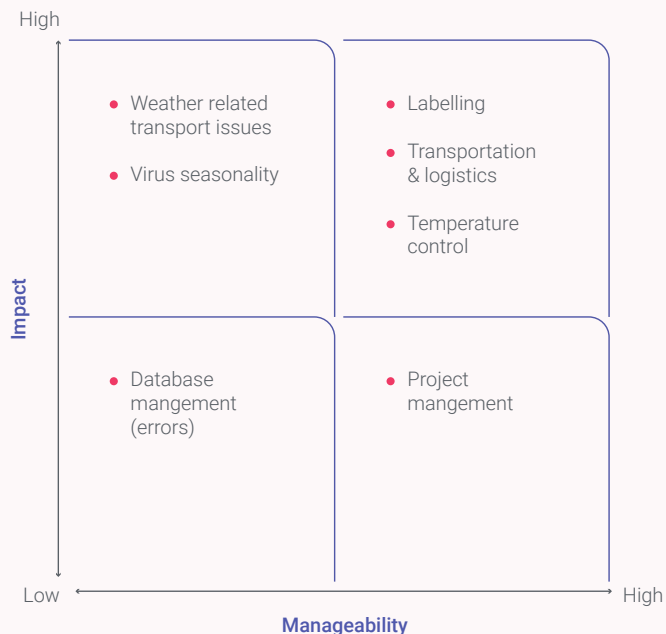 High
Weather related
transport issues
Virus seasonality
Labelling
Transportation
& logistics
Temperature
control
Impact
Database
mangement
(errors)
Project
mangement
Low
High
Manageability